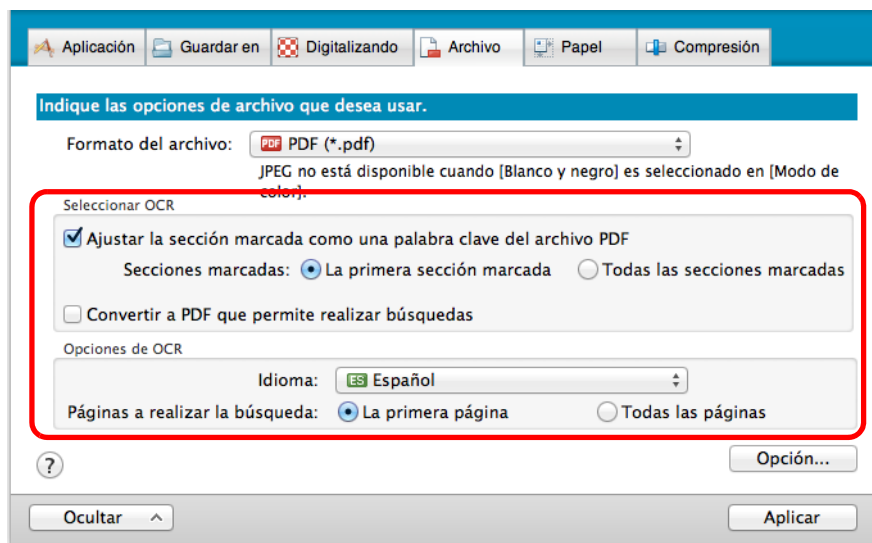 Aplicación Guardar en Digitalizando Archivo Papel Compresión
Indique las opciones de archivo que desea usar.
Formato del archivo: PDF PDF (*.pdf)
JPEG no está disponible cuando [Blanco y negro] es seleccionado en [Modo de
color].
Seleccionar OCR
Ajustar la sección marcada como una palabra clave del archivo PDF
Secciones marcadas: La primera sección marcada Todas las secciones marcadas
Convertir a PDF que permite realizar búsquedas
Opciones de OCR
Idioma: ES Español
Páginas a realizar la búsqueda: La primera página Todas las páginas
? Opción...
Ocultar Aplicar